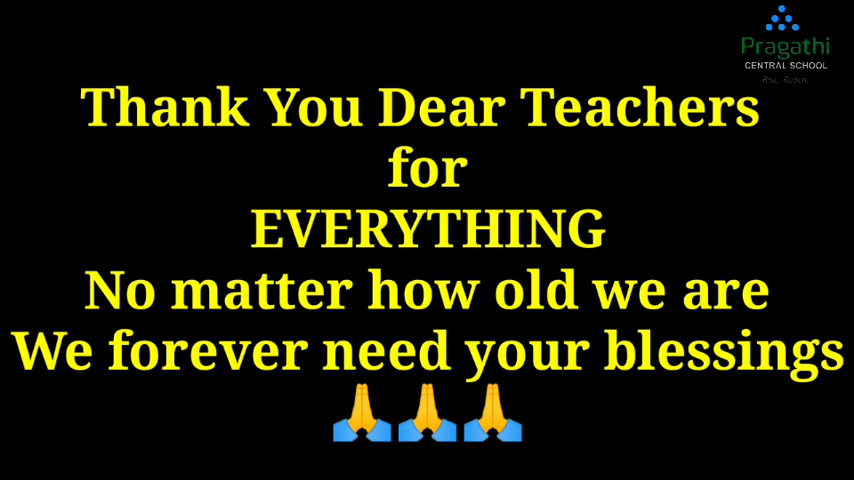 Pragathi
CENTRAL SCHOOL
Thank You Dear Teachers
for
EVERYTHING
No matter how old we are
We forever need your blessings
🙏🙏🙏